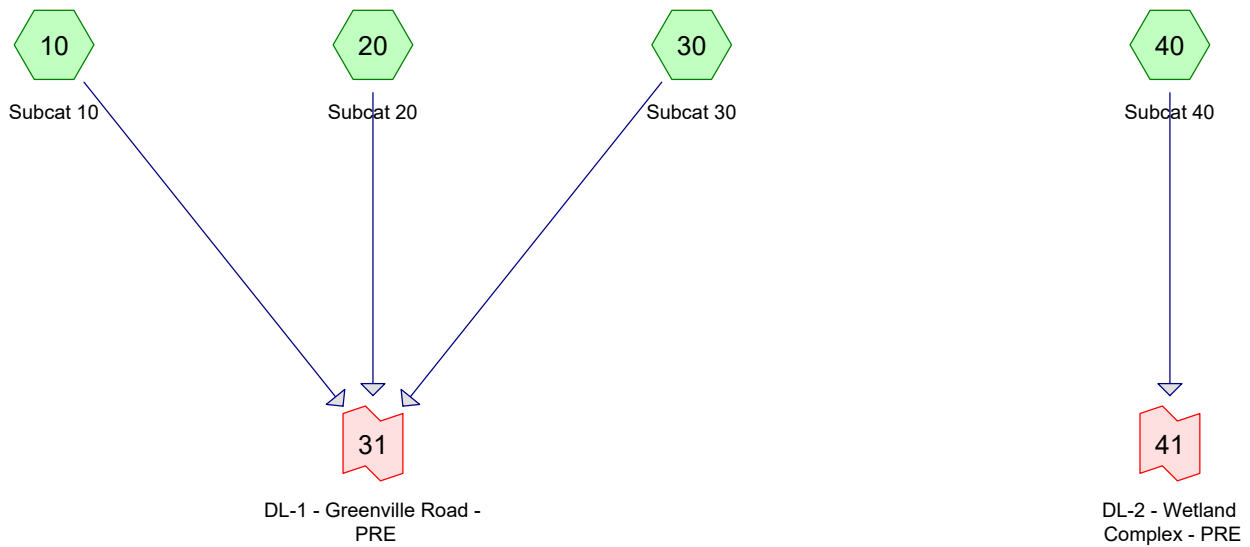 10
20
30
40
Subcat 10
Subcat 20
Subcat 30
Subcat 40
31
41
DL-1 - Greenville Road -
PRE
DL-2 - Wetland
Complex - PRE